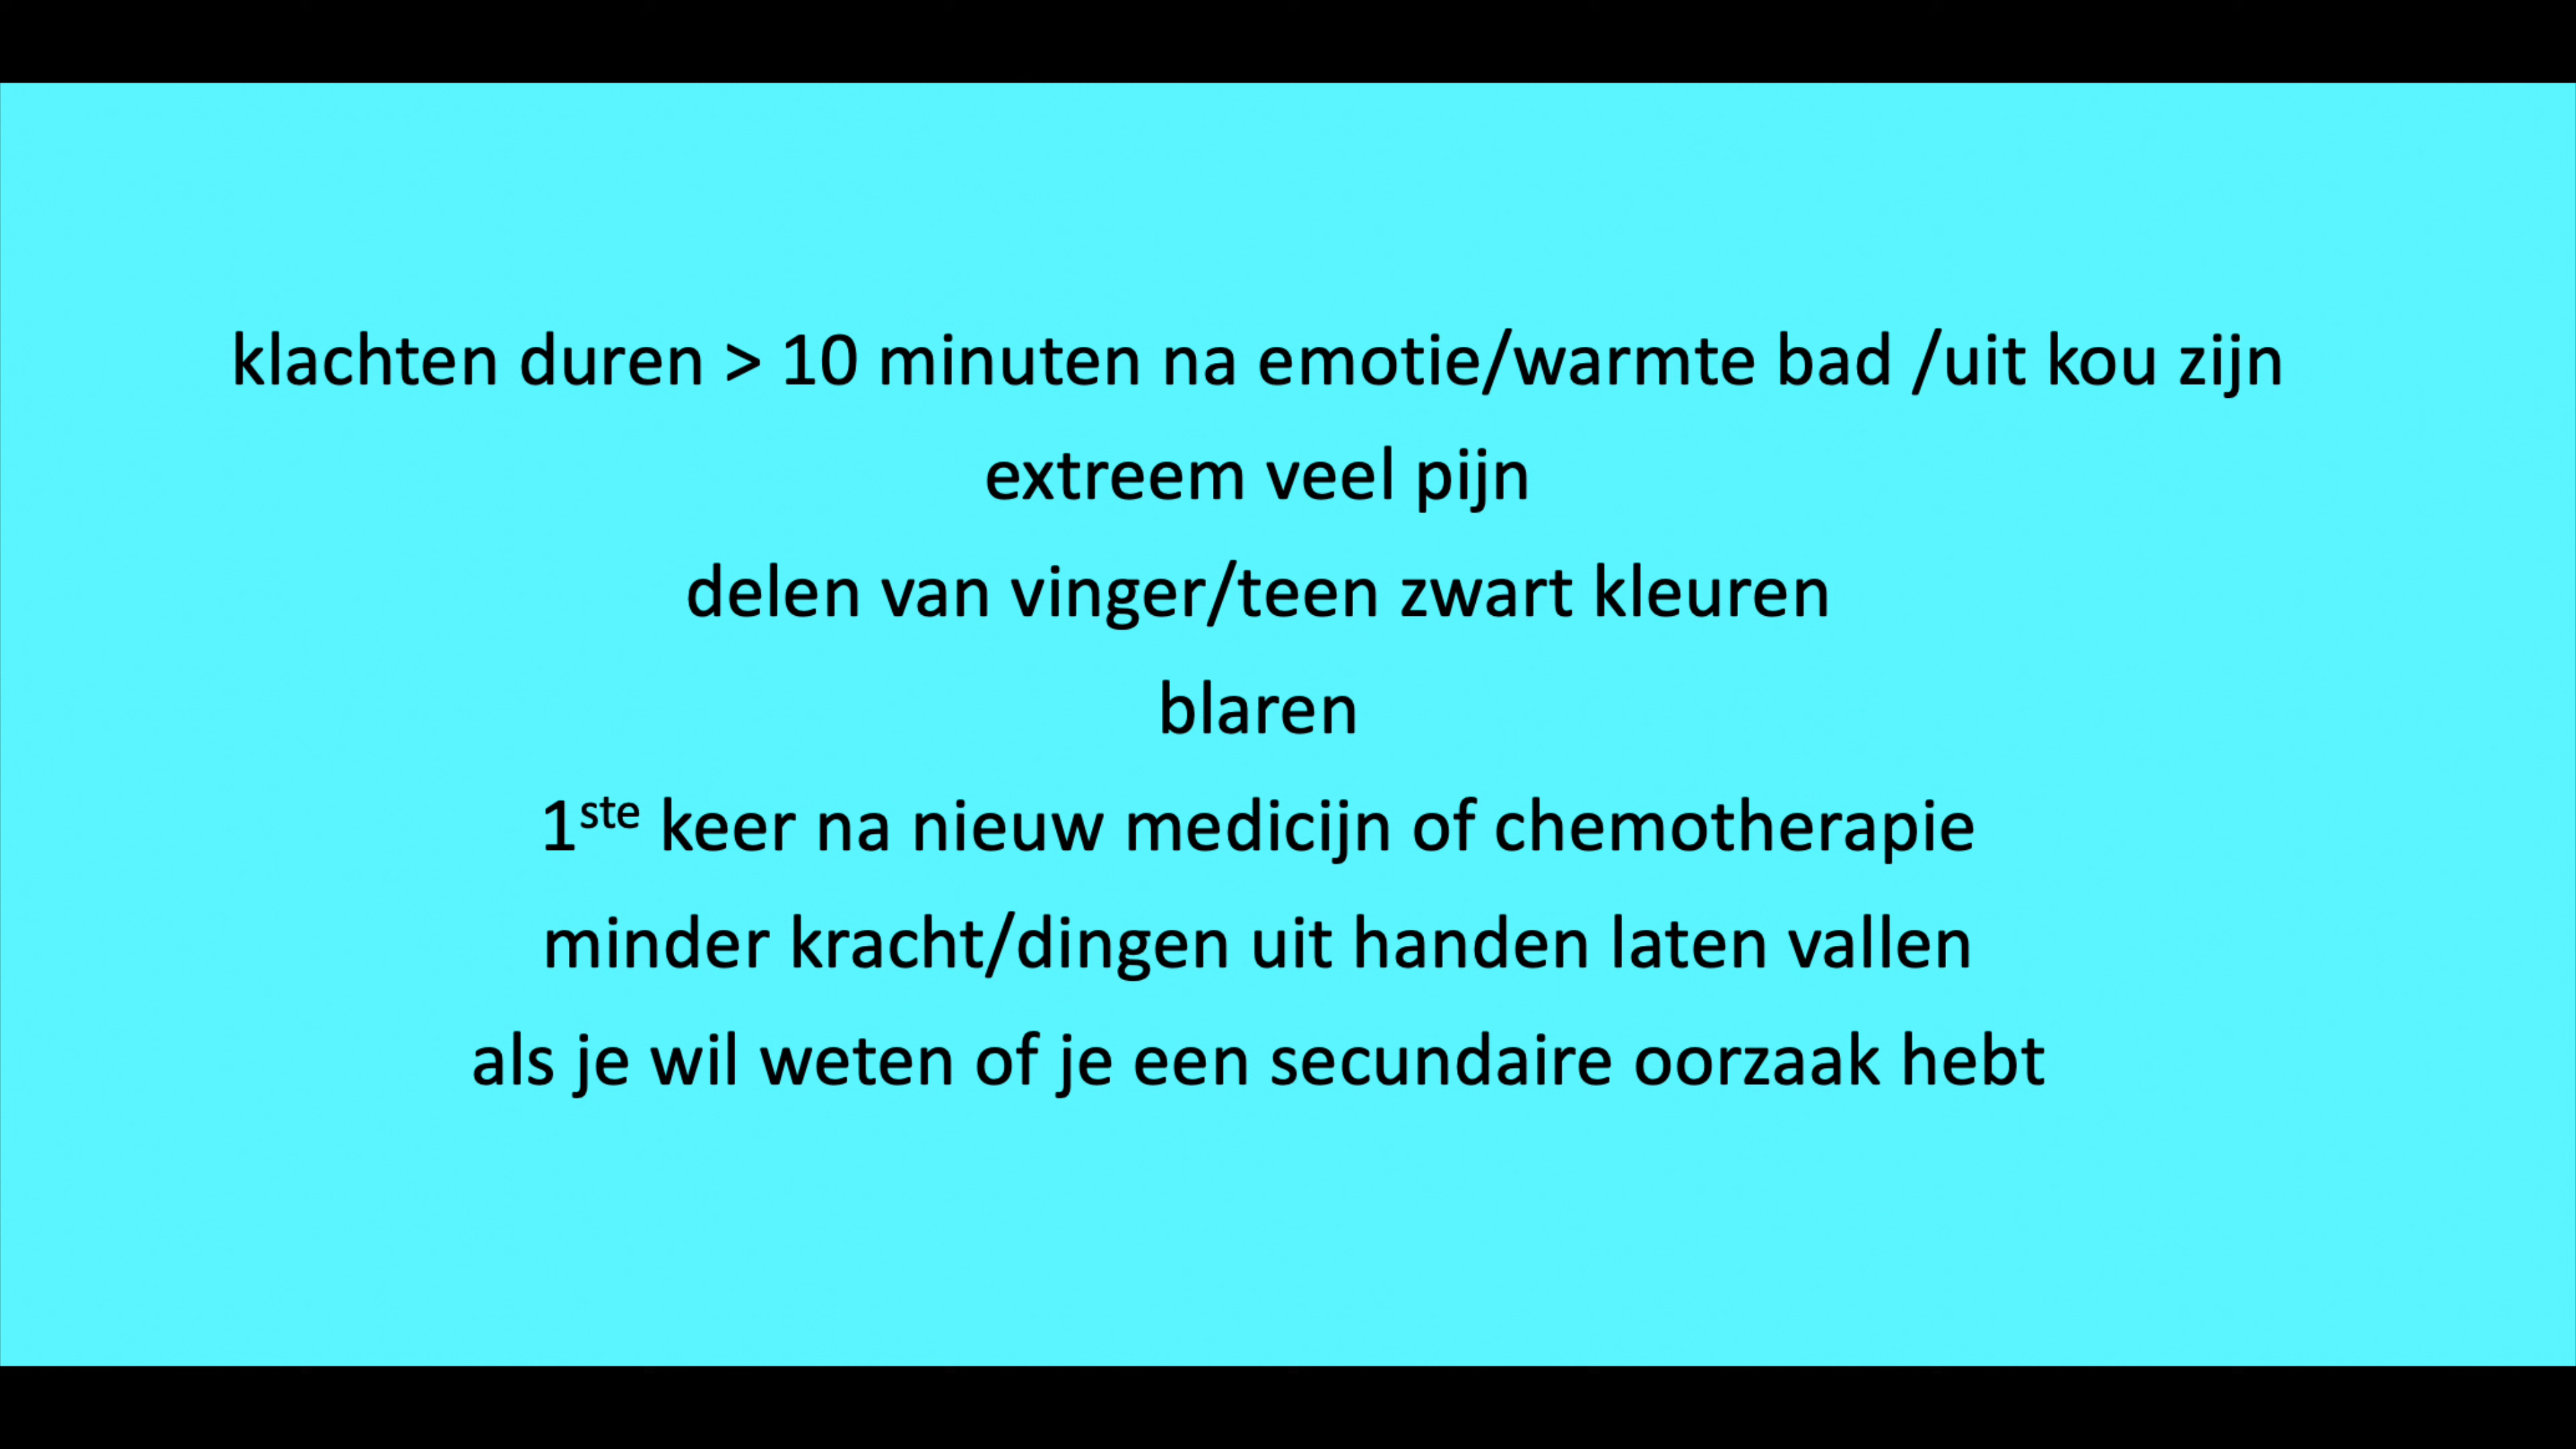 klachten duren > 10 minuten na emotie/warmte bad /uit kou zijn
extreem veel pijn
delen van vinger/teen zwart kleuren
blaren
1ste keer na nieuw medicijn of chemotherapie
minder kracht/dingen uit handen laten vallen
als je wil weten of je een secundaire oorzaak hebt